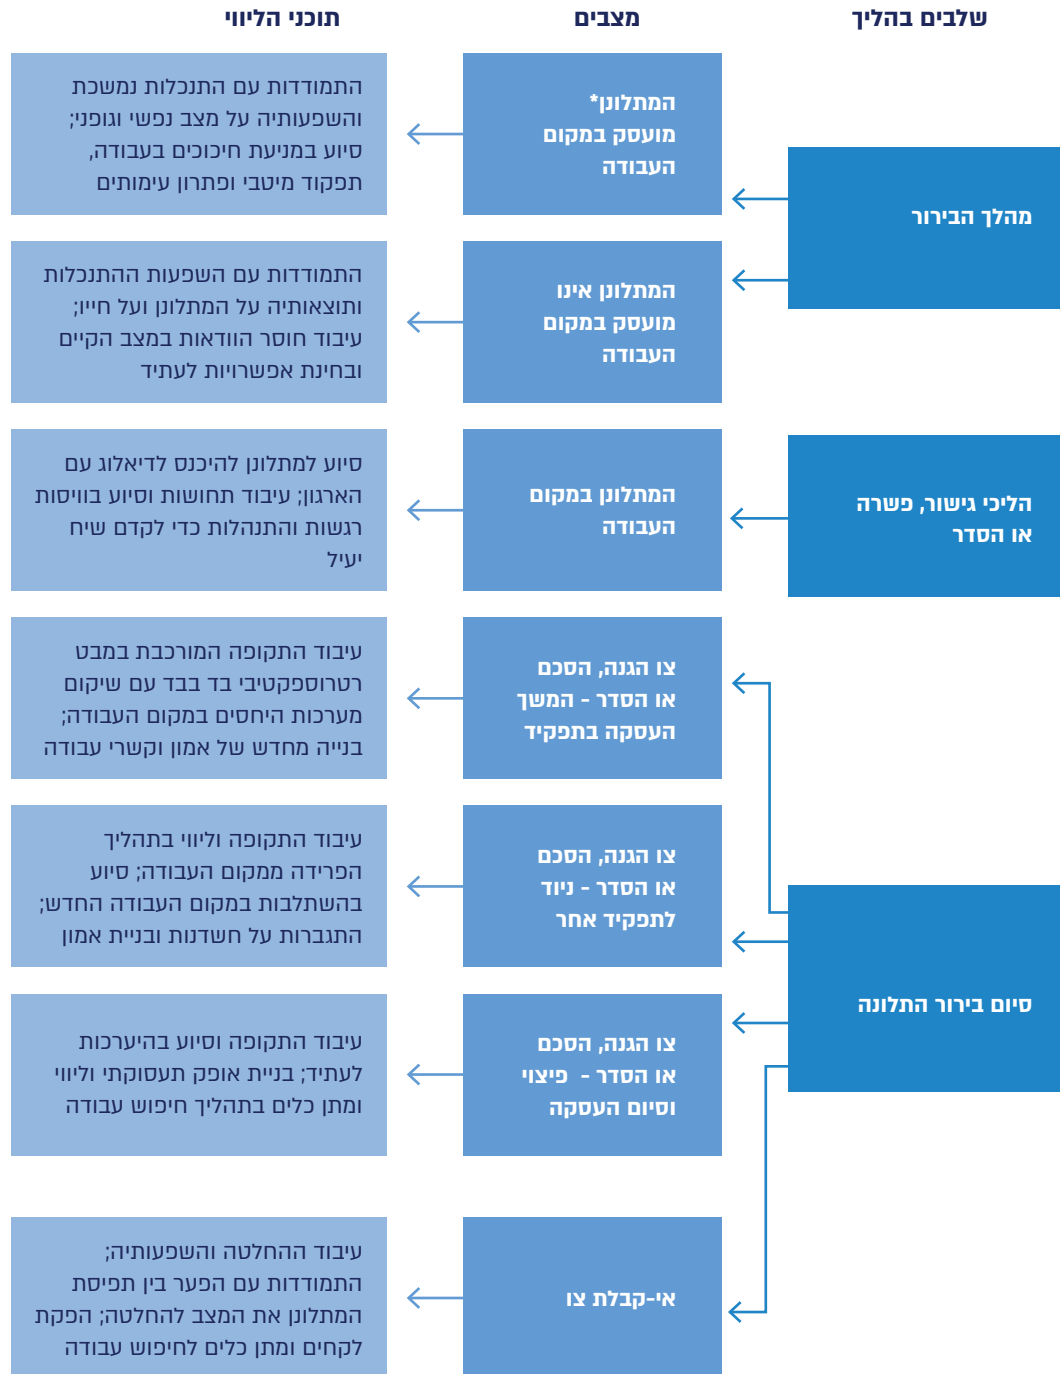 שלבים בהליך
מצבים
תוכני הליווי
מהלך הבירור
המתלונן*
מועסק במקום
העבודה
התמודדות עם התנכלות נמשכת
והשפעותיה על מצב נפשי וגופני;
סיוע במניעת חיכוכים בעבודה,
תפקוד מיטבי ופתרון עימותים
המתלונן אינו
מועסק במקום
העבודה
התמודדות עם השפעות ההתנכלות
ותוצאותיה על המתלונן ועל חייו;
עיבוד חוסר הוודאות במצב הקיים
ובחינת אפשרויות לעתיד
הליכי גישור, פשרה
או הסדר
המתלונן במקום
העבודה
סיוע למתלונן להיכנס לדיאלוג עם
הארגון; עיבוד תחושות וסיוע בוויסות
רגשות והתנהלות כדי לקדם שיח
יעיל
סיום בירור התלונה
צו הגנה, הסכם
או הסדר - המשך
העסקה בתפקיד
עיבוד התקופה המורכבת במבט
רטרוספקטיבי בד בבד עם שיקום
מערכות היחסים במקום העבודה;
בנייה מחדש של אמון וקשרי עבודה
צו הגנה, הסכם
או הסדר - ניוד
לתפקיד אחר
עיבוד התקופה וליווי בתהליך
הפרידה ממקום העבודה; סיוע
בהשתלבות במקום העבודה החדש;
התגברות על חשדנות ובניית אמון
צו הגנה, הסכם
או הסדר - פיצוי
וסיום העסקה
עיבוד התקופה וסיוע בהיערכות
לעתיד; בניית אופק תעסוקתי וליווי
ומתן כלים בתהליך חיפוש עבודה
אי-קבלת צו
עיבוד ההחלטה והשפעותיה;
התמודדות עם הפער בין תפיסת
המתלונן את המצב להחלטה; הפקת
לקחים ומתן כלים לחיפוש עבודה